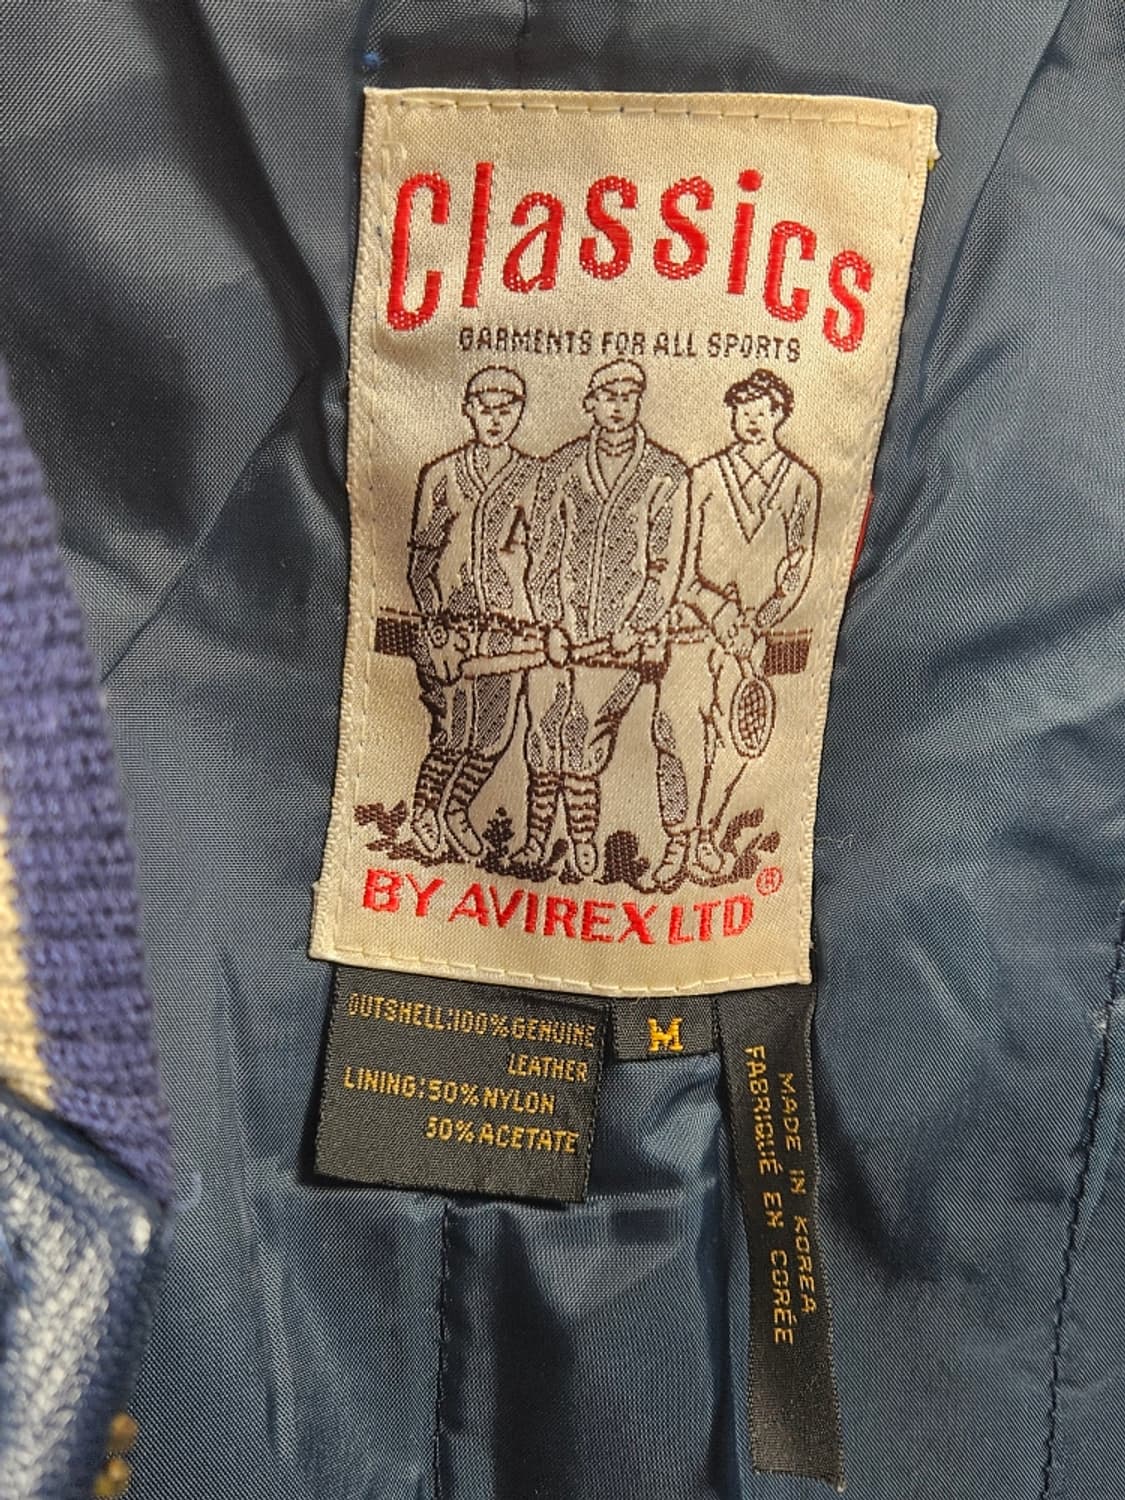 Classics
GARMENTS FOR ALL SPORTS
A
BY AVIREX LTD®
OUTSHELL:100% GENUINE
LEATHER
LINING:50% NYLON
50% ACETATE
M
MADE IN KOREA
FABRIQUÉ EN CORÉE